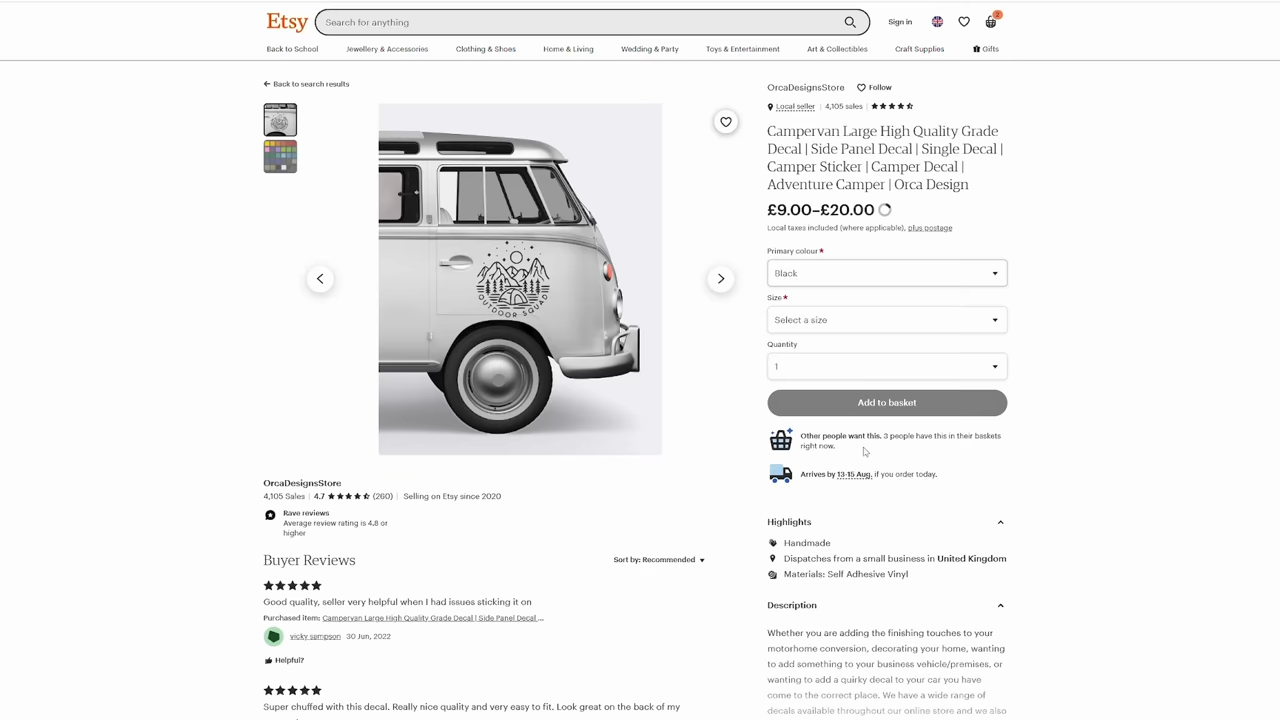 Etsy
Search for anything
Sign in
2
Back to School
Jewellery & Accessories
Clothing & Shoes
Home & Living
Wedding & Party
Toys & Entertainment
Art & Collectibles
Craft Supplies
Gifts
Back to search results
OUTDOOR SQUAD
OrcaDesignsStore
4,105 Sales | 4.7 (260) | Selling on Etsy since 2020
Rave reviews
Average review rating is 4.8 or
higher
Buyer Reviews
Sort by: Recommended
Good quality, seller very helpful when I had issues sticking it on
Purchased item: Campervan Large High Quality Grade Decal | Side Panel Decal ...
vicky sampson 30 Jun, 2022
Helpful?
Super chuffed with this decal. Really nice quality and very easy to fit. Look great on the back of my
OrcaDesignsStore Follow
Local seller | 4,105 sales |
Campervan Large High Quality Grade
Decal | Side Panel Decal | Single Decal |
Camper Sticker | Camper Decal |
Adventure Camper | Orca Design
£9.00–£20.00
Local taxes included (where applicable), plus postage
Primary colour *
Black
Size *
Select a size
Quantity
1
Add to basket
Other people want this. 3 people have this in their baskets
right now.
Arrives by 13-15 Aug, if you order today.
Highlights
Handmade
Dispatches from a small business in United Kingdom
Materials: Self Adhesive Vinyl
Description
Whether you are adding the finishing touches to your
motorhome conversion, decorating your home, wanting
to add something to your business vehicle/premises, or
wanting to add a quirky decal to your car you have
come to the correct place. We have a wide range of
decals available throughout our online store and we also